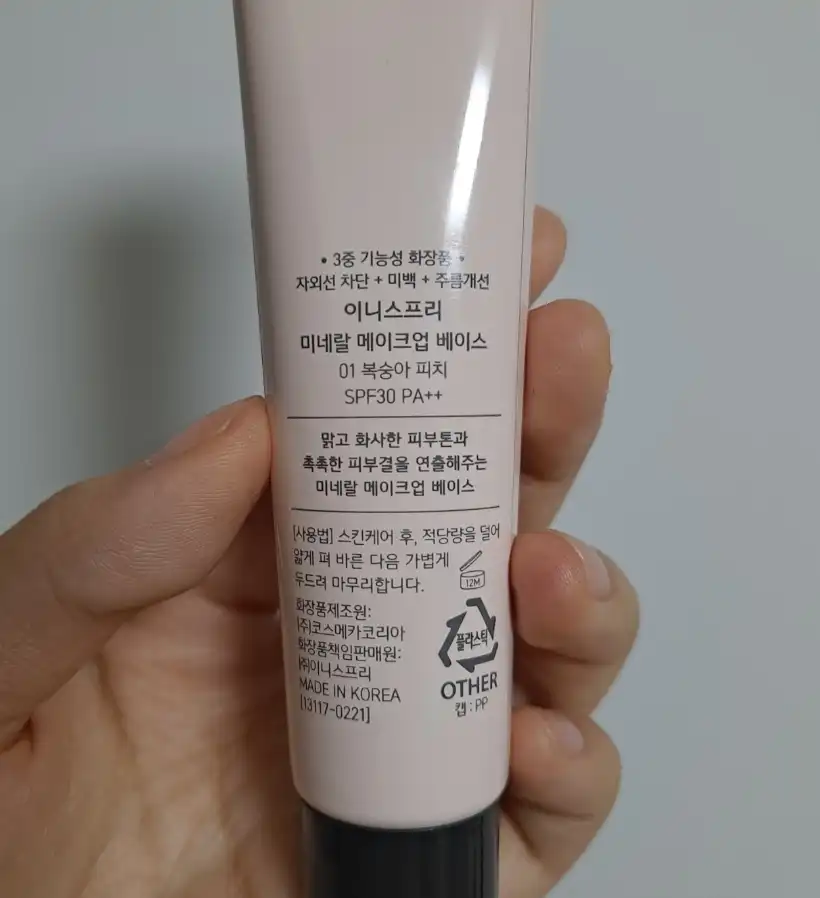 • 3중 기능성 화장품 •
자외선 차단 + 미백 + 주름개선
이니스프리
미네랄 메이크업 베이스
01 복숭아 피치
SPF30 PA++
맑고 화사한 피부톤과
촉촉한 피부결을 연출해주는
미네랄 메이크업 베이스
[사용법] 스킨케어 후, 적당량을 덜어
얇게 펴 바른 다음 가볍게
두드려 마무리합니다.
12M
화장품제조원:
(주)코스메카코리아
화장품책임판매원:
(주)이니스프리
MADE IN KOREA
[13117-0221]
플라스틱
OTHER
캡 : PP